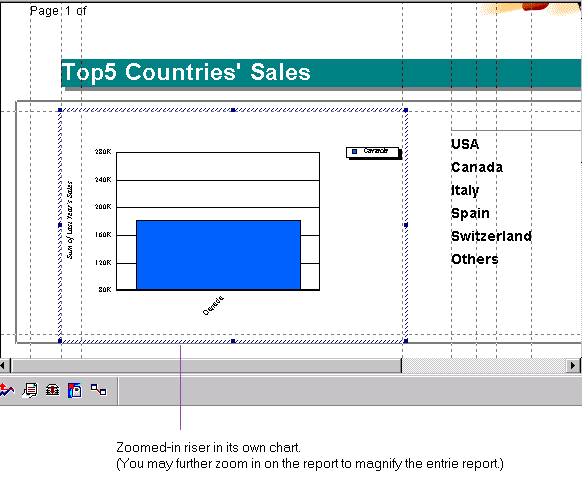 Page: 1 of
Top5 Countries' Sales
280K
240K
200K
160K
120K
80K
Sum of Last Year's Sales
Canada
Canada
USA
Canada
Italy
Spain
Switzerland
Others
Zoomed-in riser in its own chart.
(You may further zoom in on the report to magnify the entrie report.)